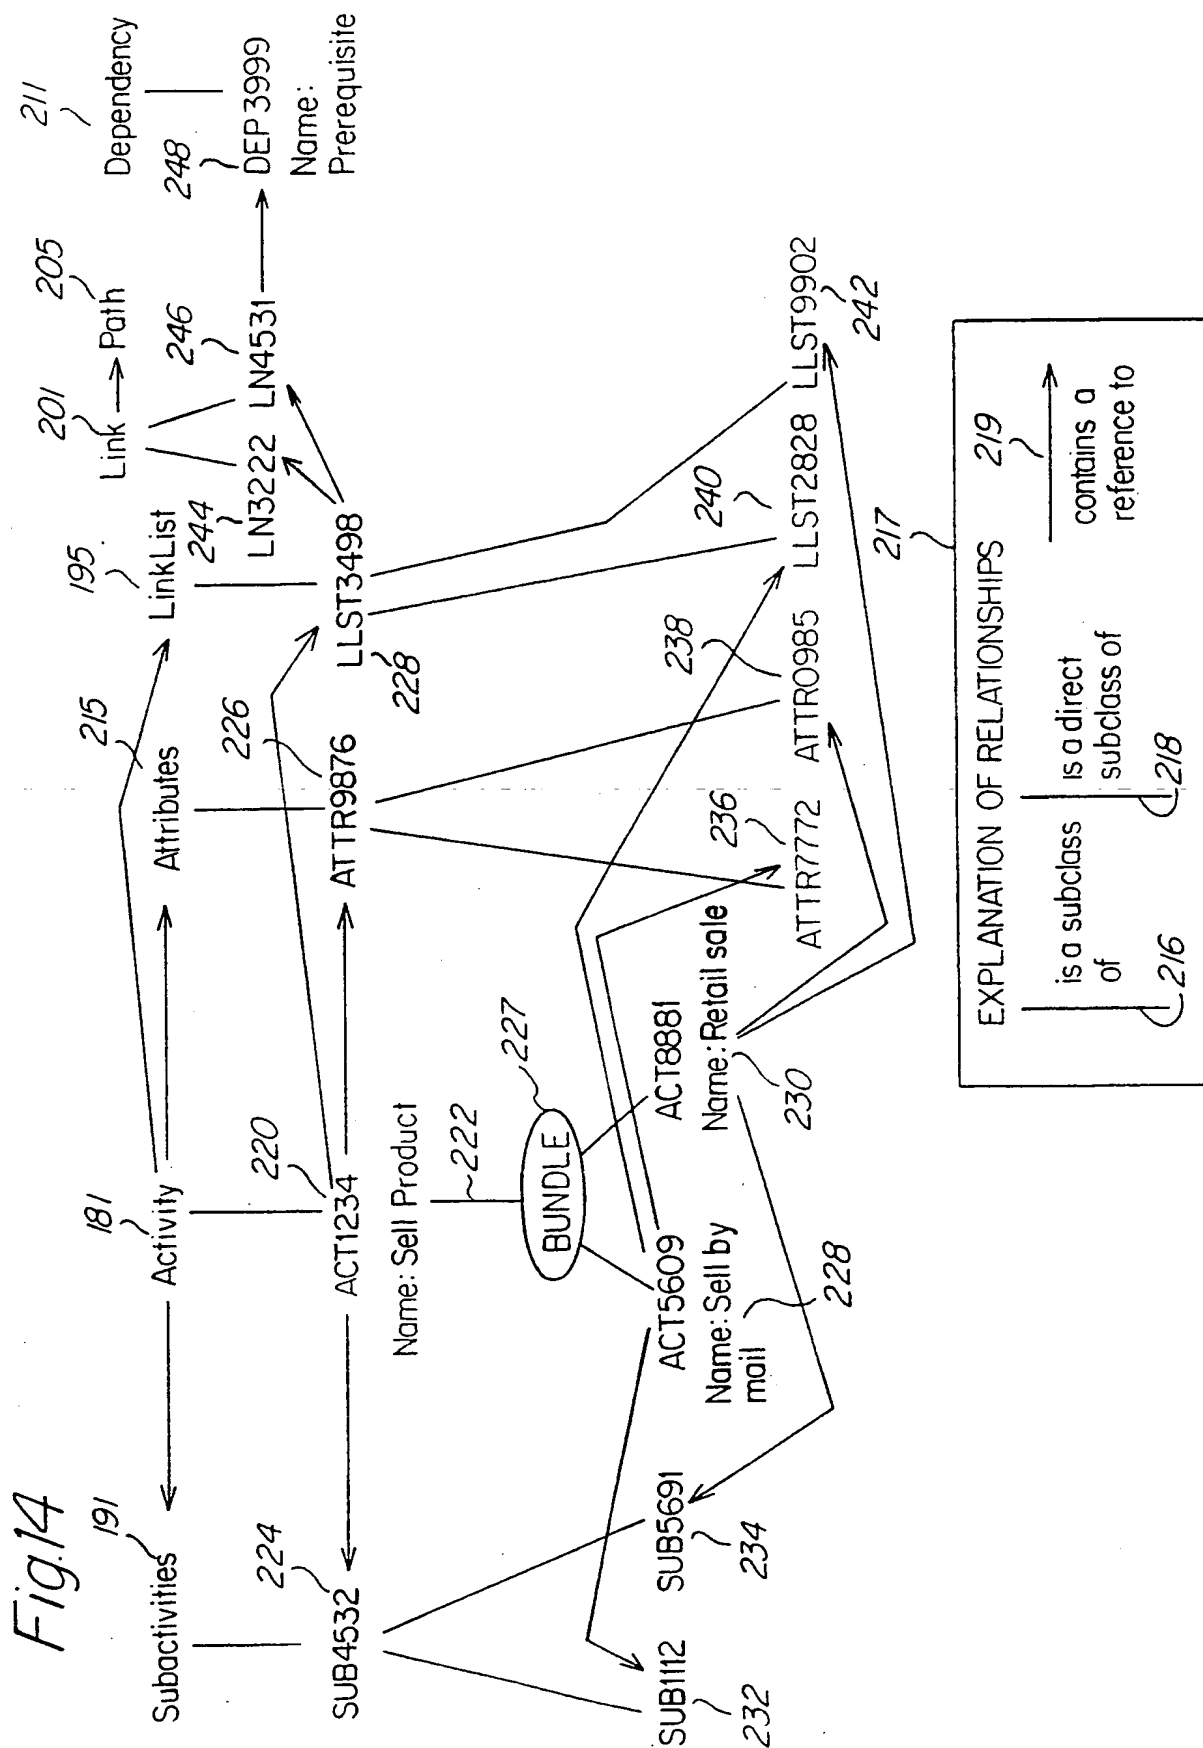 Fig.14
191
181
215
195
201
205
211
Subactivities
Activity
Attributes
LinkList
Link
Path
Dependency
244
246
248
LN3222
LN4531
DEP3999
Name:
Prerequisite
224
220
226
SUB4532
ACT1234
ATTR9876
LLST3498
228
Name: Sell Product
222
227
BUNDLE
SUB1112
232
SUB5691
234
ACT5609
Name: Sell by
mail
228
ACT8881
Name: Retail sale
230
236
238
240
ATTR7772
ATTR0985
LLST2828
LLST9902
242
217
EXPLANATION OF RELATIONSHIPS
219
is a subclass
of
216
is a direct
subclass of
218
contains a
reference to